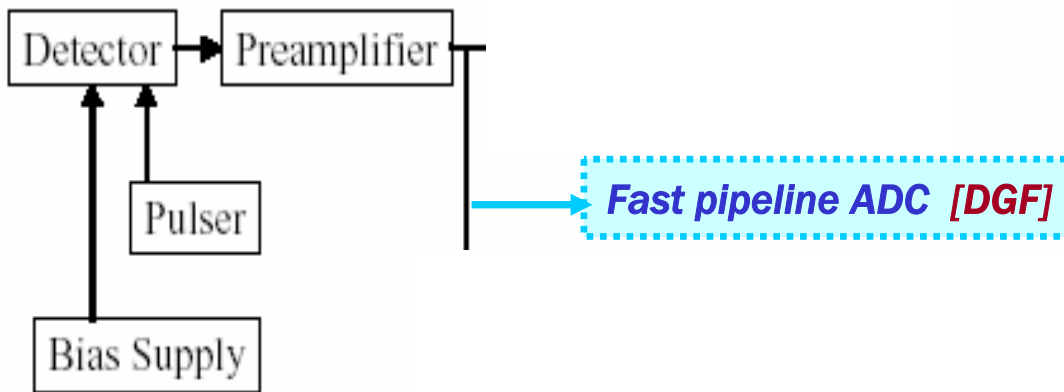 Detector
Preamplifier
Fast pipeline ADC [DGF]
Pulser
Bias Supply